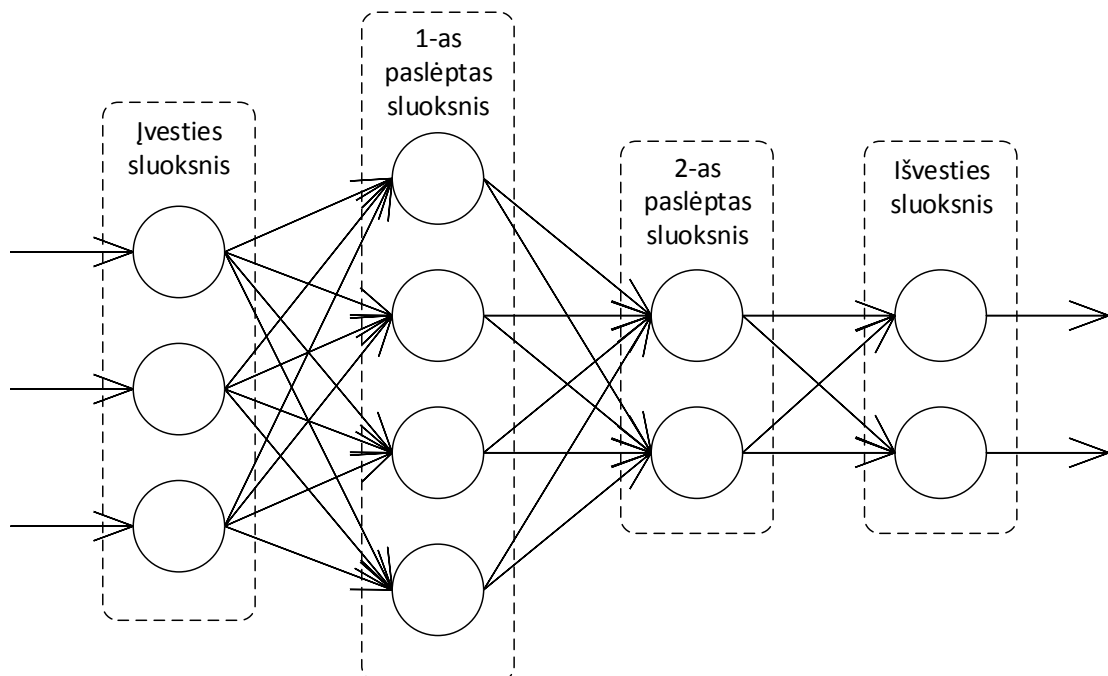 Įvesties
sluoksnis
1-as
paslėptas
sluoksnis
2-as
paslėptas
sluoksnis
Išvesties
sluoksnis